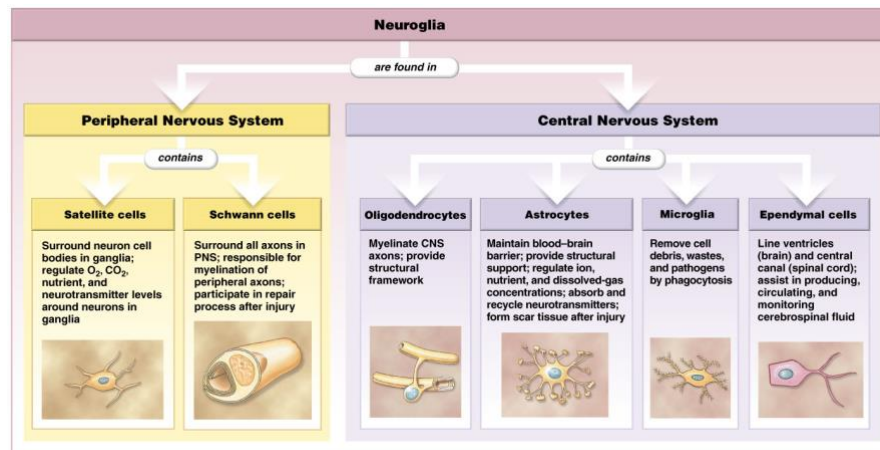 Neuroglia
are found in
Peripheral Nervous System
contains
Satellite cells
Surround neuron cell
bodies in ganglia;
regulate O₂, CO₂,
nutrient, and
neurotransmitter levels
around neurons in
ganglia
Schwann cells
Surround all axons in
PNS; responsible for
myelination of
peripheral axons;
participate in repair
process after injury
Central Nervous System
contains
Oligodendrocytes
Myelinate CNS
axons; provide
structural
framework
Astrocytes
Maintain blood–brain
barrier; provide structural
support; regulate ion,
nutrient, and dissolved-gas
concentrations; absorb and
recycle neurotransmitters;
form scar tissue after injury
Microglia
Remove cell
debris, wastes,
and pathogens
by phagocytosis
Ependymal cells
Line ventricles
(brain) and central
canal (spinal cord);
assist in producing,
circulating, and
monitoring
cerebrospinal fluid